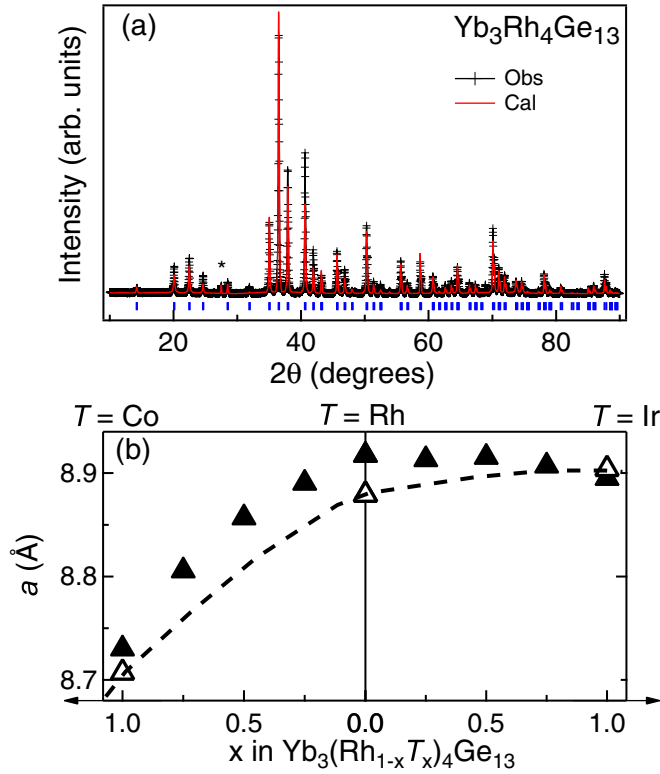 (a)
Yb₃Rh₄Ge₁₃
Obs
Cal
*
Intensity (arb. units)
20 40 60 80
2θ (degrees)
T = Co T = Rh T = Ir
(b)
8.9
8.8
8.7
a (Å)
1.0 0.5 0.0 0.5 1.0
x in Yb₃(Rh₁₋ₓTₓ)₄Ge₁₃